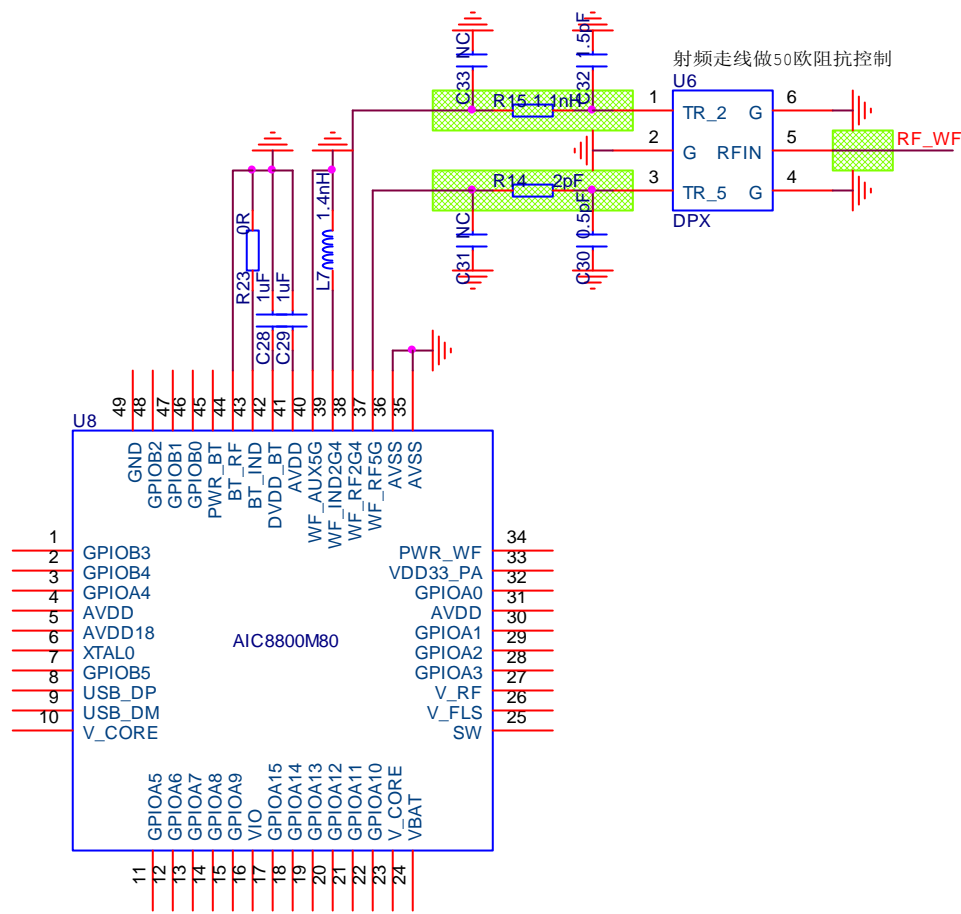 射频走线做50欧阻抗控制
C33 NC
C32 1.5pF
R15 1.1nH
U6
1
2
3
TR_2 G
G RFIN
TR_5 G
6
5
4
DPX
RF_WF
R14 2pF
C31 NC
C30 0.5pF
R23 0R
C28 1uF
C29 1uF
L7 1.4nH
U8
49
48
47
46
45
44
43
42
41
40
39
38
37
36
35
GND
GPIOB2
GPIOB1
GPIOB0
PWR_BT
BT_RF
BT_IND
DVDD_BT
AVDD
WF_AUX5G
WF_IND2G4
WF_RF2G4
WF_RF5G
AVSS
AVSS
1 GPIOB3
2 GPIOB4
3 GPIOA4
4 AVDD
5 AVDD18
6 XTAL0
7 GPIOB5
8 USB_DP
9 USB_DM
10 V_CORE
AIC8800M80
PWR_WF 34
VDD33_PA 33
GPIOA0 32
AVDD 31
GPIOA1 30
GPIOA2 29
GPIOA3 28
V_RF 27
V_FLS 26
SW 25
GPIOA5
GPIOA6
GPIOA7
GPIOA8
GPIOA9
VIO
GPIOA15
GPIOA14
GPIOA13
GPIOA12
GPIOA11
GPIOA10
V_CORE
VBAT
11
12
13
14
15
16
17
18
19
20
21
22
23
24